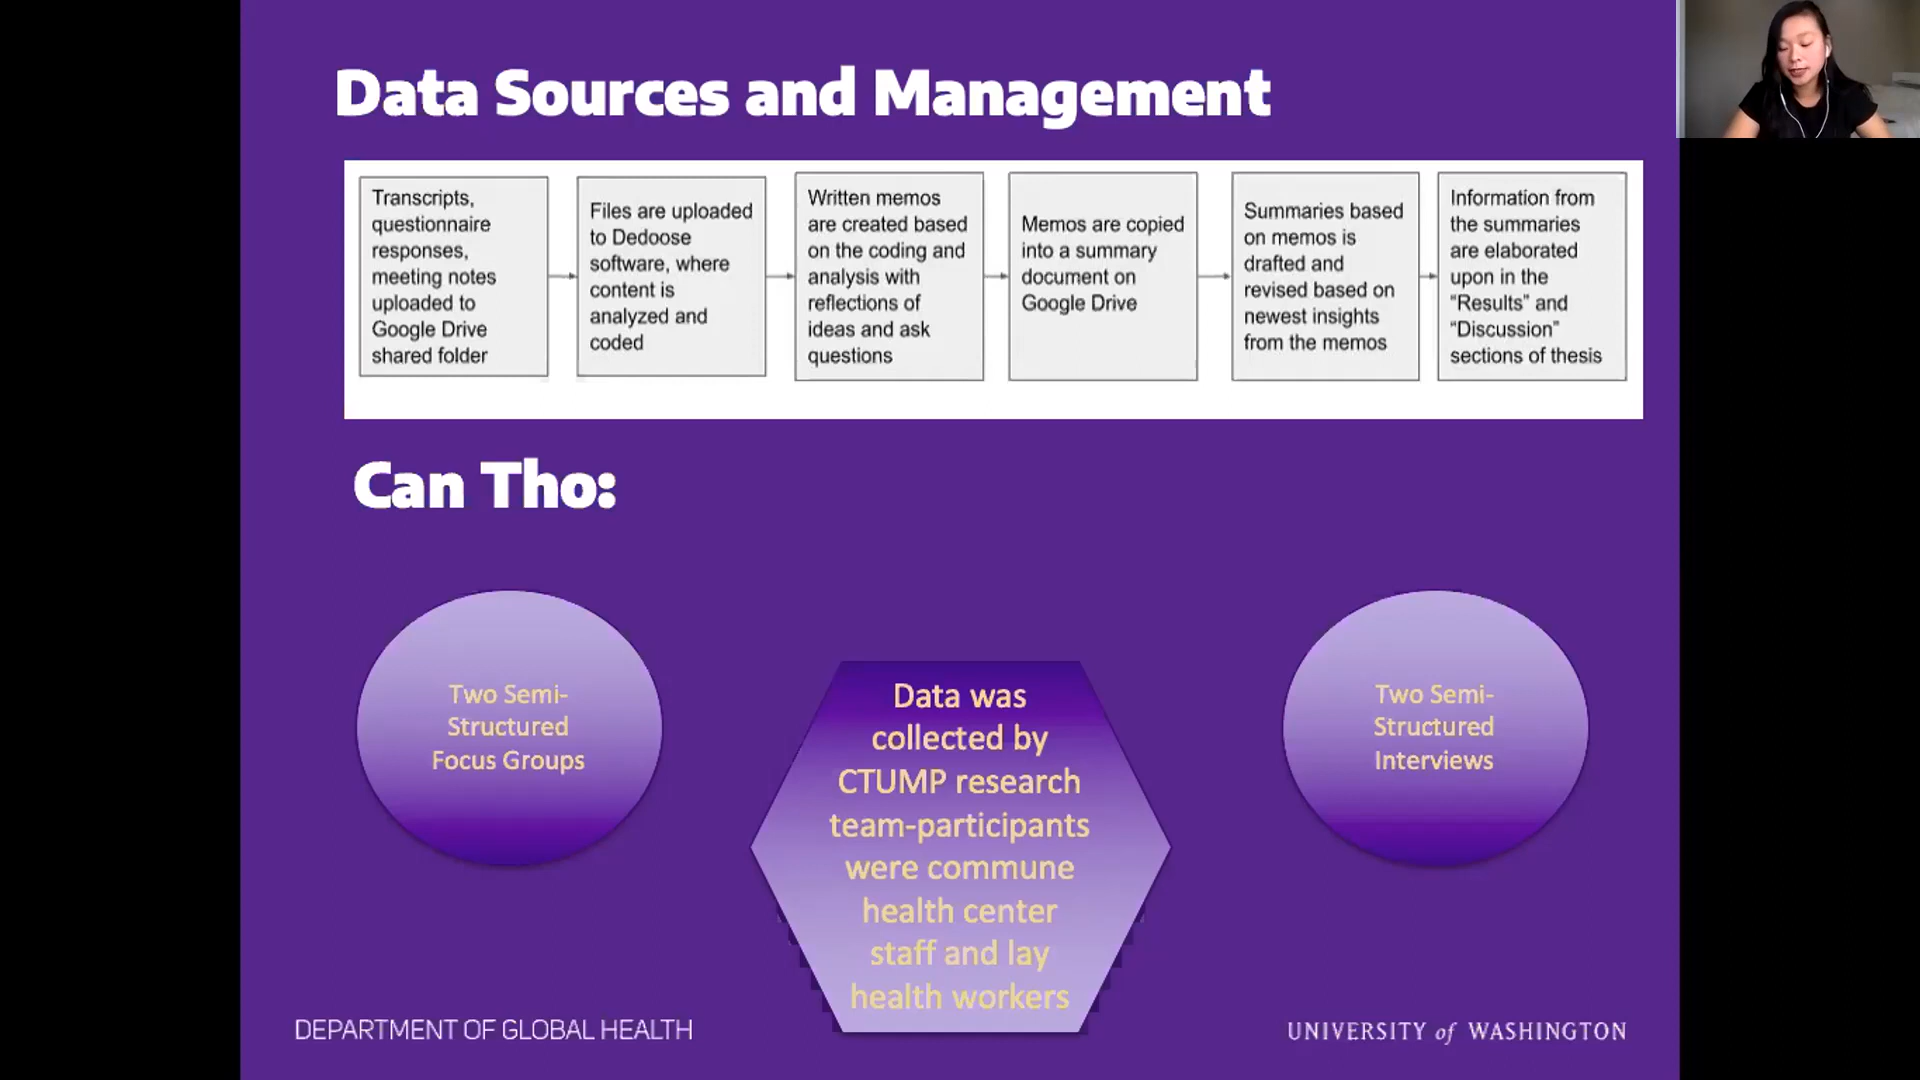 Data Sources and Management
Transcripts,
questionnaire
responses,
meeting notes
uploaded to
Google Drive
shared folder
Files are uploaded
to Dedoose
software, where
content is
analyzed and
coded
Written memos
are created based
on the coding and
analysis with
reflections of
ideas and ask
questions
Memos are copied
into a summary
document on
Google Drive
Summaries based
on memos is
drafted and
revised based on
newest insights
from the memos
Information from
the summaries
are elaborated
upon in the
“Results” and
“Discussion”
sections of thesis
Can Tho:
Two Semi-
Structured
Focus Groups
Data was
collected by
CTUMP research
team-participants
were commune
health center
staff and lay
health workers
Two Semi-
Structured
Interviews
DEPARTMENT OF GLOBAL HEALTH
UNIVERSITY of WASHINGTON